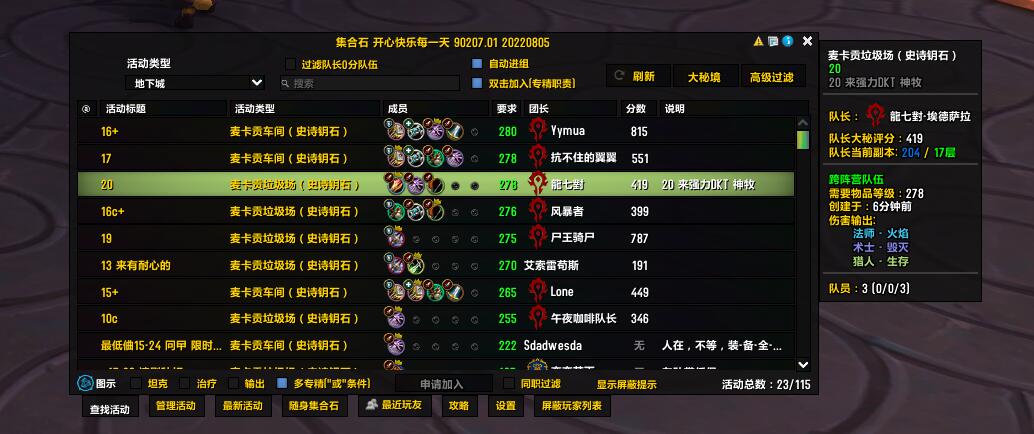 集合石 开心快乐每一天 90207.01 20220805
活动类型
地下城
过滤队长0分队伍
搜索
自动进组
双击加入(专精职责)
刷新
大秘境
高级过滤
活动标题 活动类型 成员 要求 团长 分数 说明
16+ 麦卡贡车间（史诗钥石） 280 Yymua 815
17 麦卡贡车间（史诗钥石） 278 抗不住的翼翼 551
20 麦卡贡垃圾场（史诗钥石） 278 龍七對 419 20 来强力DKT 神牧
16c+ 麦卡贡垃圾场（史诗钥石） 276 风暴者 399
19 麦卡贡垃圾场（史诗钥石） 275 尸王骑尸 787
13 来有耐心的 麦卡贡垃圾场（史诗钥石） 270 艾索雷苟斯 191
15+ 麦卡贡车间（史诗钥石） 265 Lone 449
10c 麦卡贡垃圾场（史诗钥石） 255 午夜咖啡队长 346
最低值15-24 问甲 限时... 麦卡贡垃圾场（史诗钥石） 222 Sdadwesda 无 人在，不等，装-备-全-...
图示 坦克 治疗 输出 多专精("或"条件) 申请加入 同职过滤 显示屏蔽提示 活动总数：23/115
查找活动 管理活动 最新活动 随身集合石 最近玩友 攻略 设置 屏蔽玩家列表
麦卡贡垃圾场（史诗钥石）
20
20 来强力DKT 神牧
队长： 龍七對-埃德萨拉
队长大秘评分：419
队长当前副本: 204 / 17层
跨阵营队伍
需要物品等级：278
创建于：6分钟前
伤害输出:
法师 - 火焰
术士 - 毁灭
猎人 - 生存
队员：3 (0/0/3)